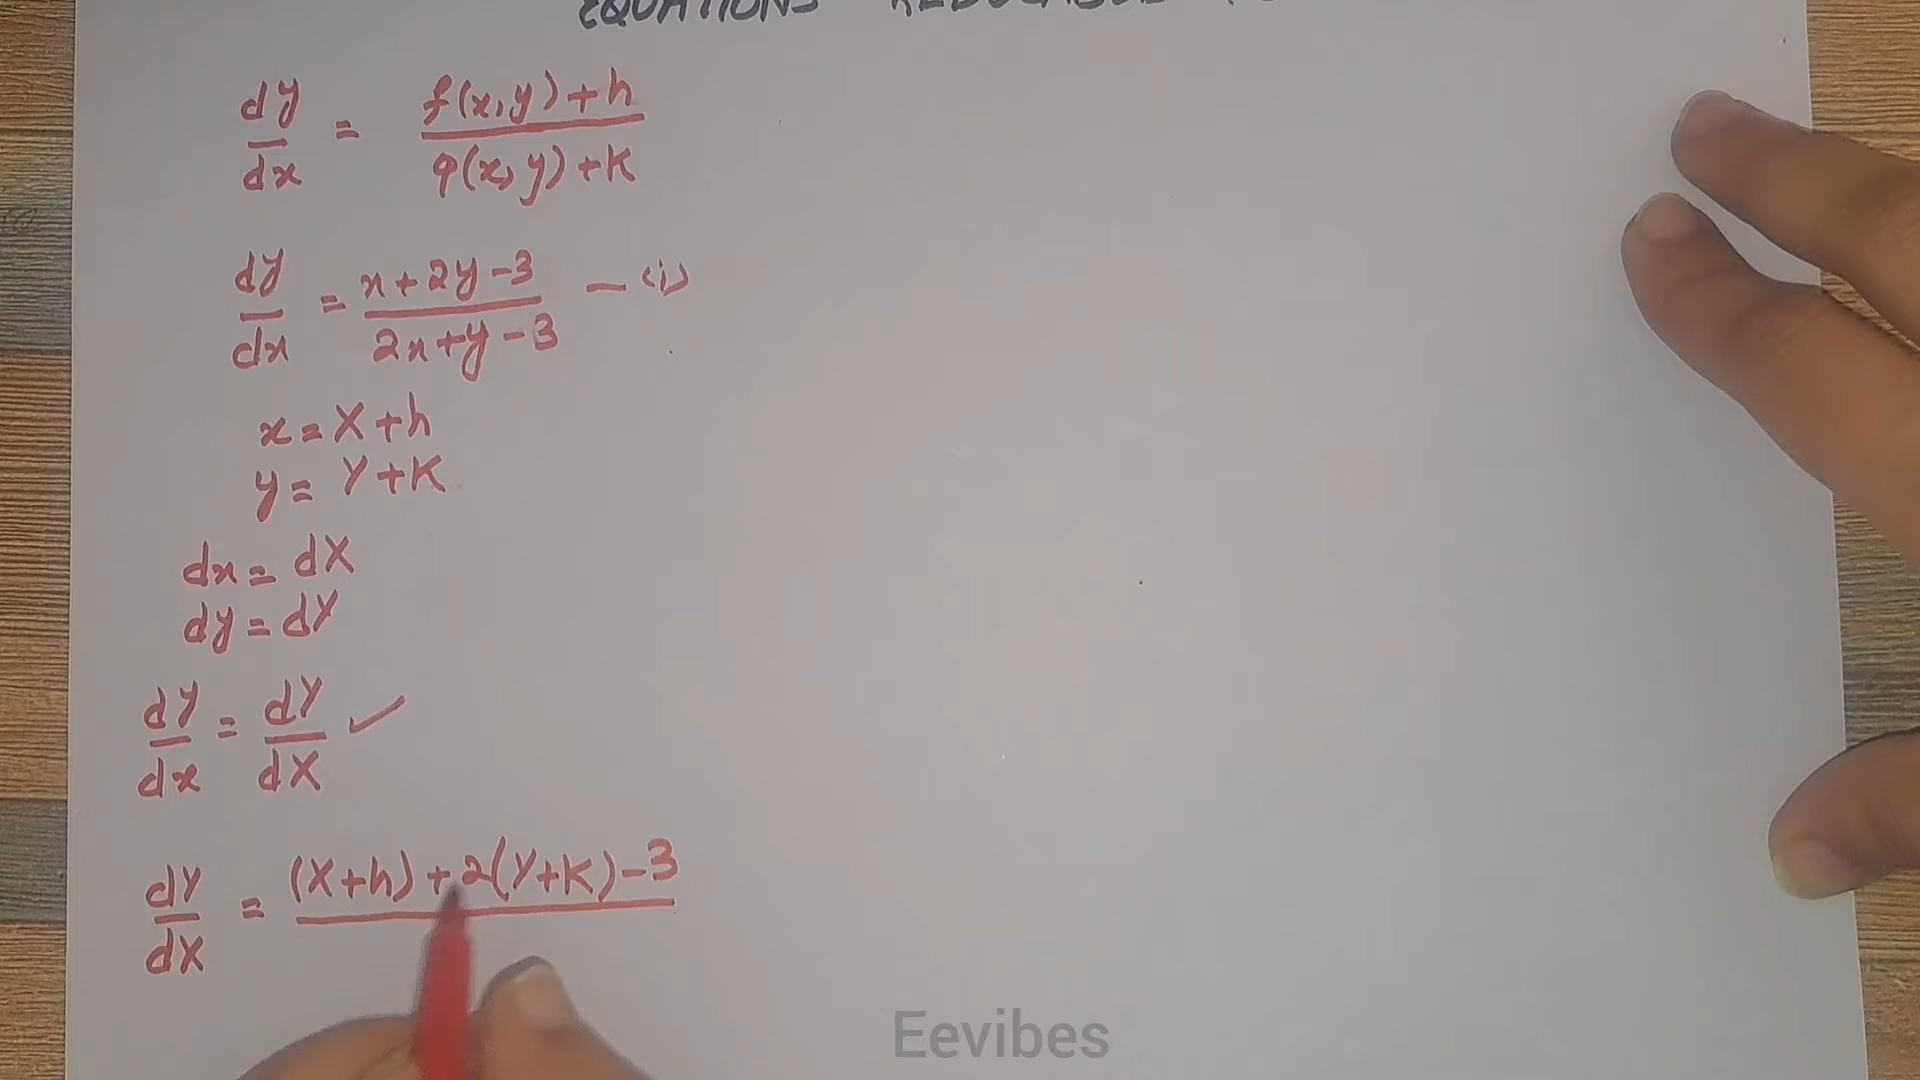 EQUATIONS
dy/dx = f(x,y)+h / φ(x,y)+k
dy/dx = x+2y-3 / 2x+y-3 — (i)
x = X+h
y = Y+K
dx = dX
dy = dY
dy/dx = dY/dX ✓
dY/dX = (X+h)+2(Y+K)-3
Eevibes